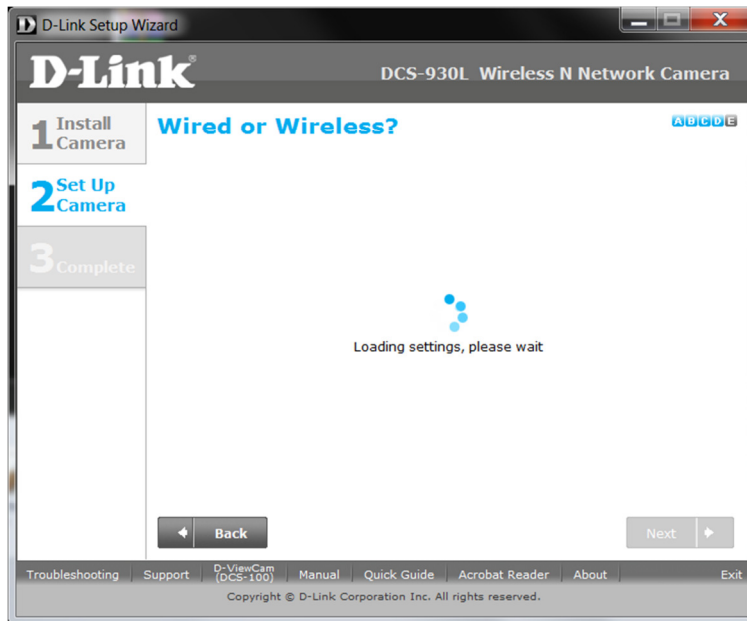 D-Link Setup Wizard
D-Link®
DCS-930L Wireless N Network Camera
1 Install
Camera
2 Set Up
Camera
3 Complete
Wired or Wireless?
A B C D E
Loading settings, please wait
Back
Next
Troubleshooting
Support
D-ViewCam
(DCS-100)
Manual
Quick Guide
Acrobat Reader
About
Exit
Copyright © D-Link Corporation Inc. All rights reserved.